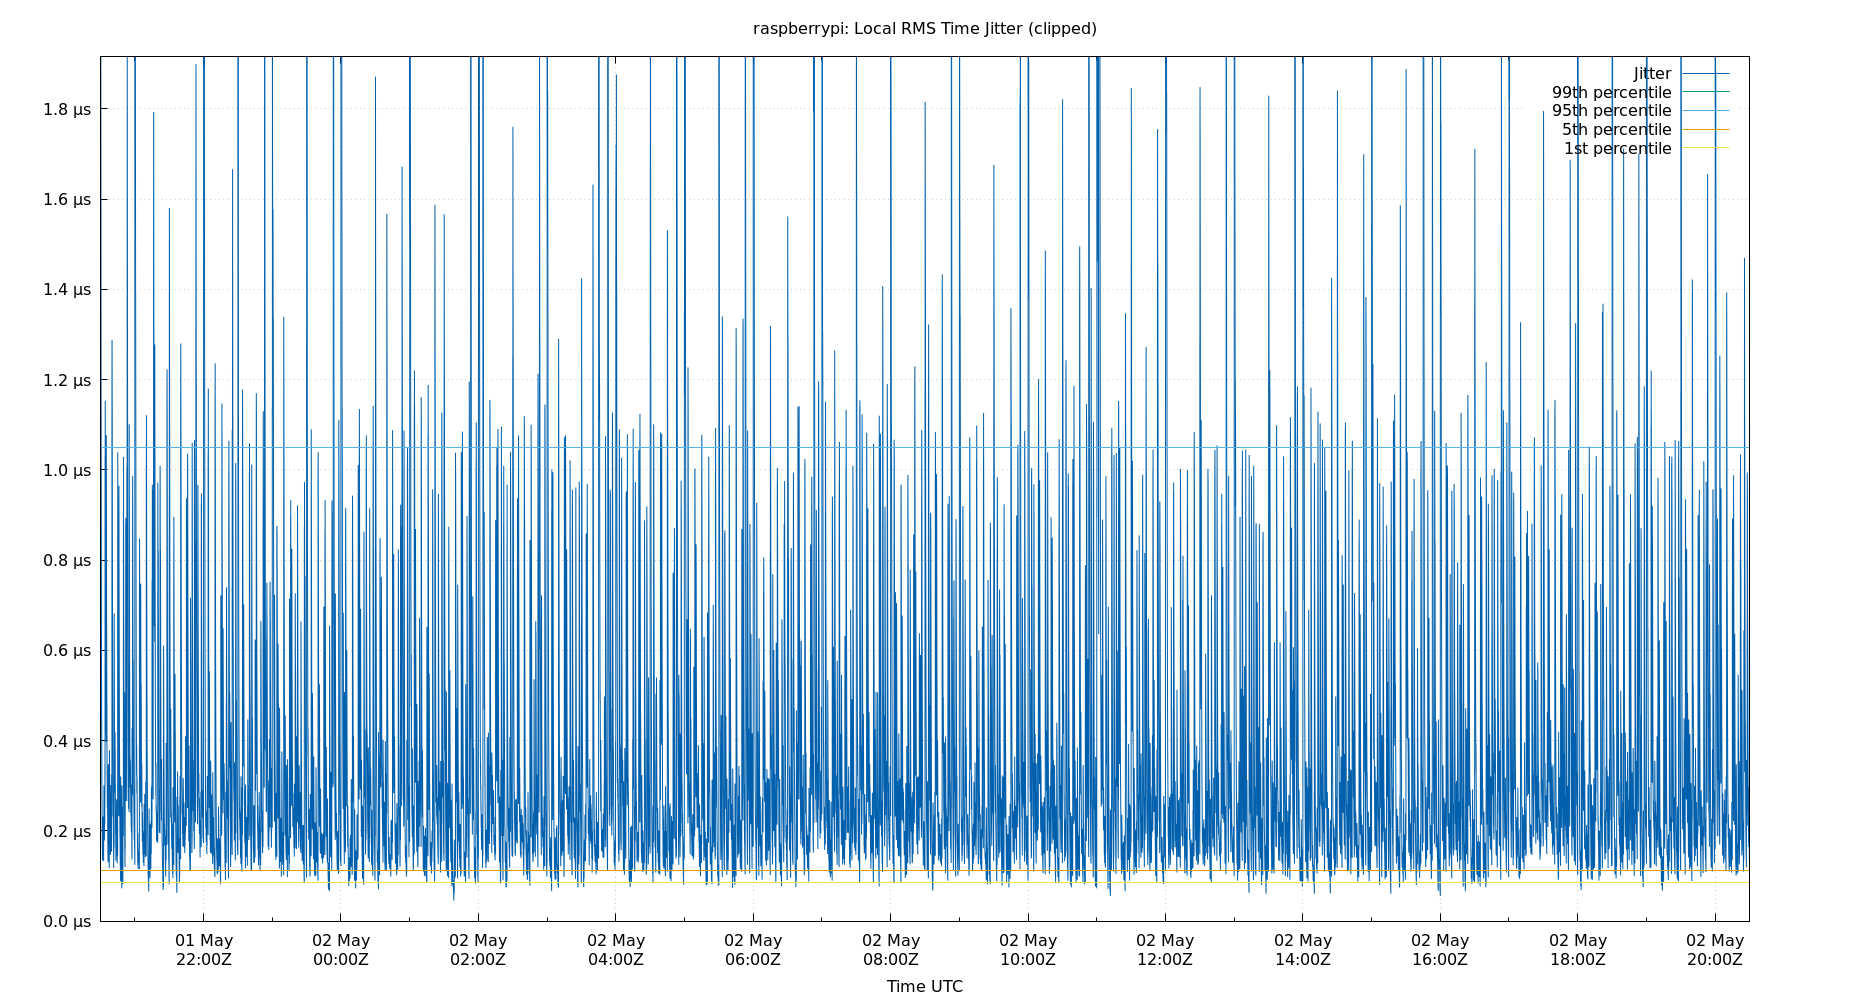 raspberrypi: Local RMS Time Jitter (clipped)
Jitter
99th percentile
95th percentile
5th percentile
1st percentile
1.8 µs
1.6 µs
1.4 µs
1.2 µs
1.0 µs
0.8 µs
0.6 µs
0.4 µs
0.2 µs
0.0 µs
01 May 02 May 02 May 02 May 02 May 02 May 02 May 02 May 02 May 02 May 02 May 02 May
22:00Z 00:00Z 02:00Z 04:00Z 06:00Z 08:00Z 10:00Z 12:00Z 14:00Z 16:00Z 18:00Z 20:00Z
Time UTC